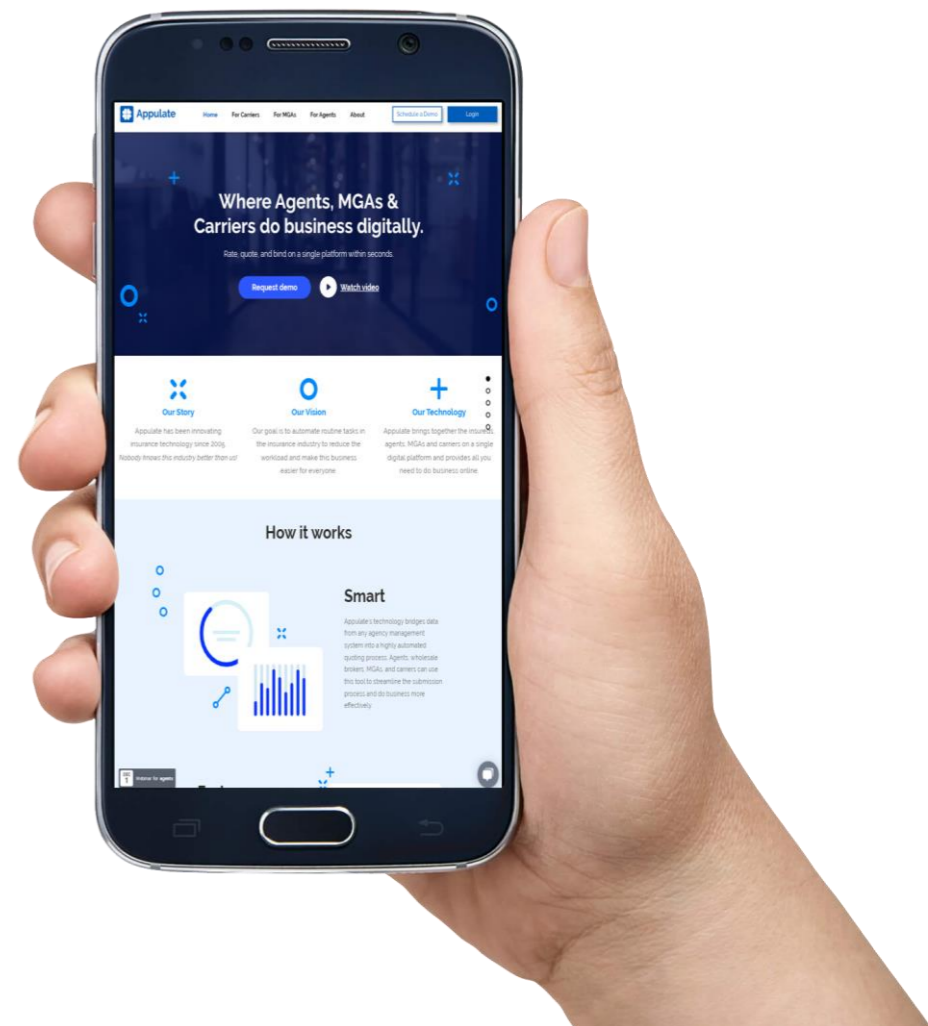 Appulate
Home For Carriers For MGAs For Agents About Schedule a Demo Login
Where Agents, MGAs &
Carriers do business digitally.
Rate, quote, and bind on a single platform within seconds.
Request demo Watch video
Our Story
Appulate has been innovating
insurance technology since 2005.
Nobody knows this industry better than us!
Our Vision
Our goal is to automate routine tasks in
the insurance industry to reduce the
workload and make this business
easier for everyone
Our Technology
Appulate brings together the insureds,
agents, MGAs and carriers on a single
digital platform and provides all you
need to do business online.
How it works
Smart
Appulate's technology bridges data
from any agency management
system into a highly automated
quoting process. Agents, wholesale
brokers, MGAs, and carriers can use
this tool to streamline the submission
process and do business more
effectively.
1 Webinar for agents